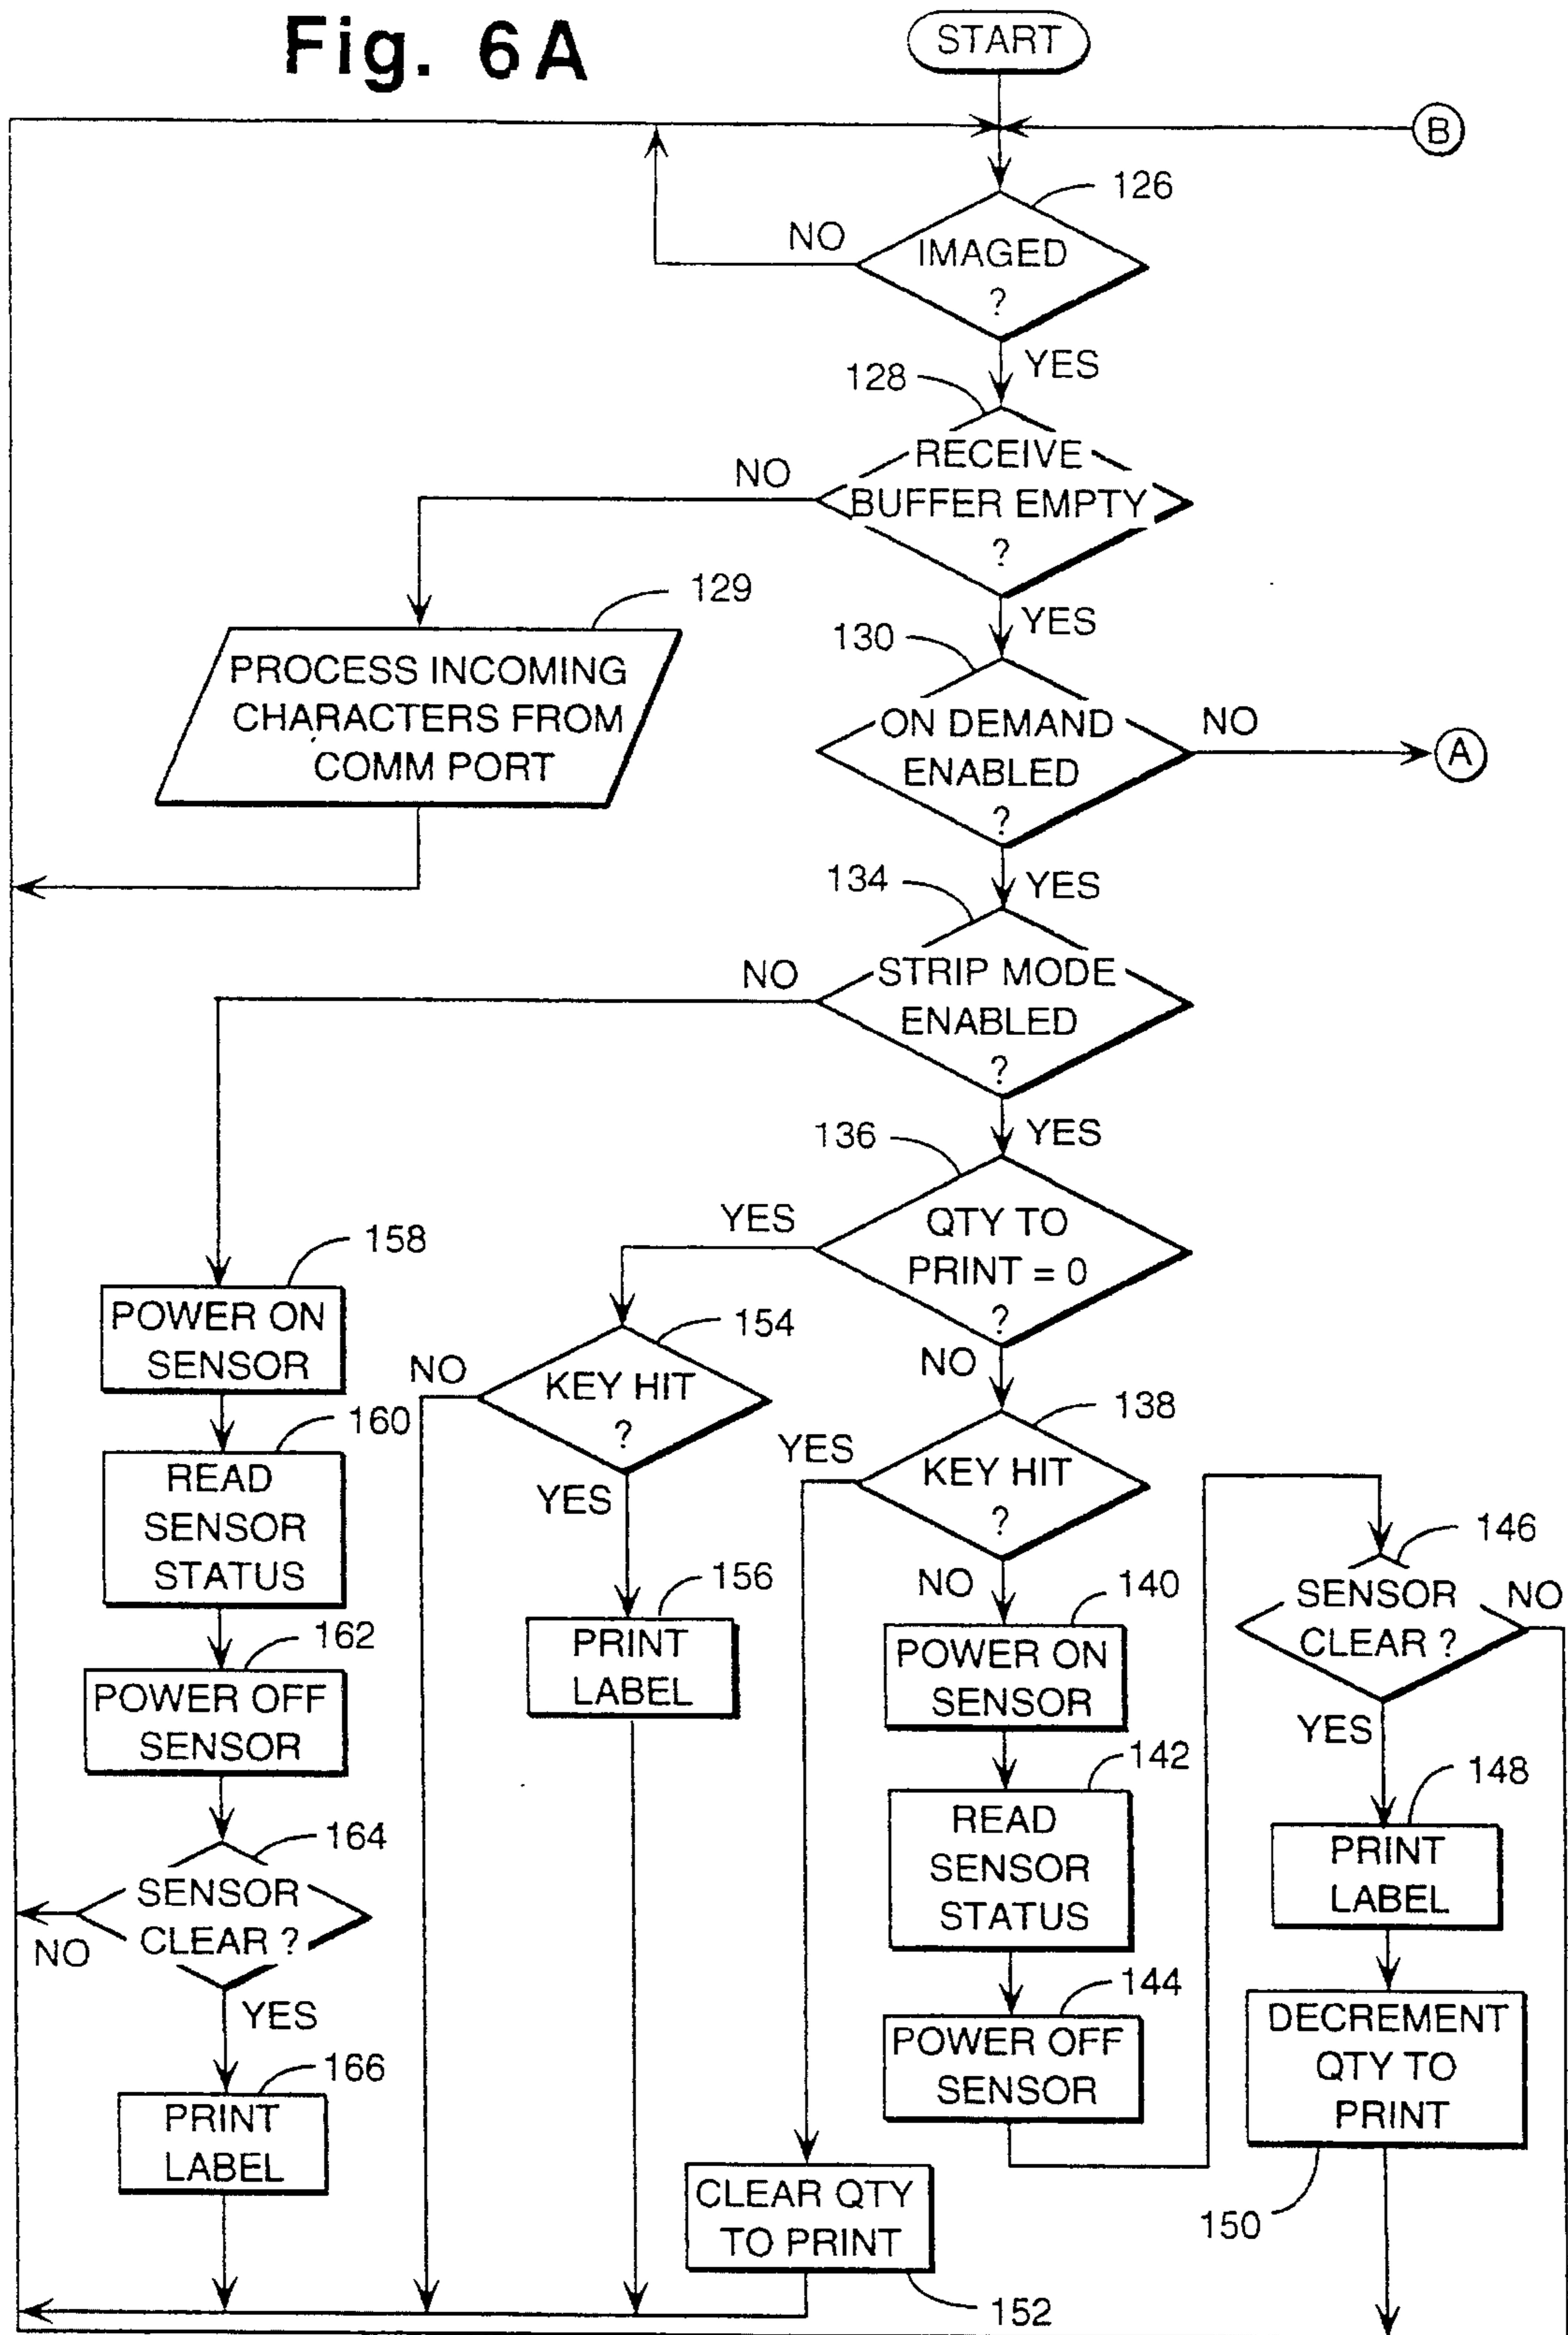 Fig. 6A
START
B
126
NO
IMAGED
?
YES
128
NO
RECEIVE
BUFFER EMPTY
?
YES
129
PROCESS INCOMING
CHARACTERS FROM
COMM PORT
130
ON DEMAND
ENABLED
?
NO
A
YES
134
NO
STRIP MODE
ENABLED
?
YES
136
YES
QTY TO
PRINT = 0
?
NO
158
POWER ON
SENSOR
160
READ
SENSOR
STATUS
162
POWER OFF
SENSOR
164
SENSOR
CLEAR ?
NO
YES
166
PRINT
LABEL
154
NO
KEY HIT
?
YES
156
PRINT
LABEL
138
YES
KEY HIT
?
NO
140
POWER ON
SENSOR
142
READ
SENSOR
STATUS
144
POWER OFF
SENSOR
CLEAR QTY
TO PRINT
152
146
SENSOR
CLEAR ?
NO
YES
148
PRINT
LABEL
DECREMENT
QTY TO
PRINT
150